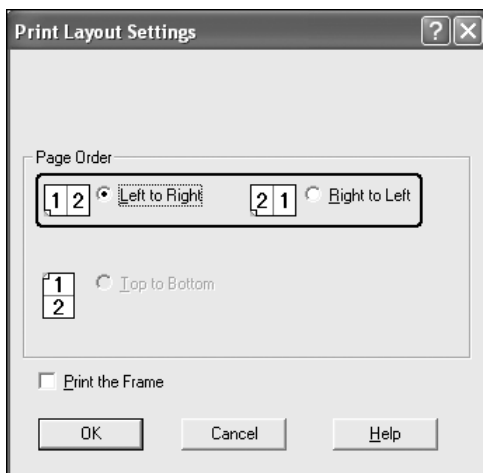 Print Layout Settings
Page Order
1 2 Left to Right 2 1 Right to Left
1 Top to Bottom
2
Print the Frame
OK Cancel Help